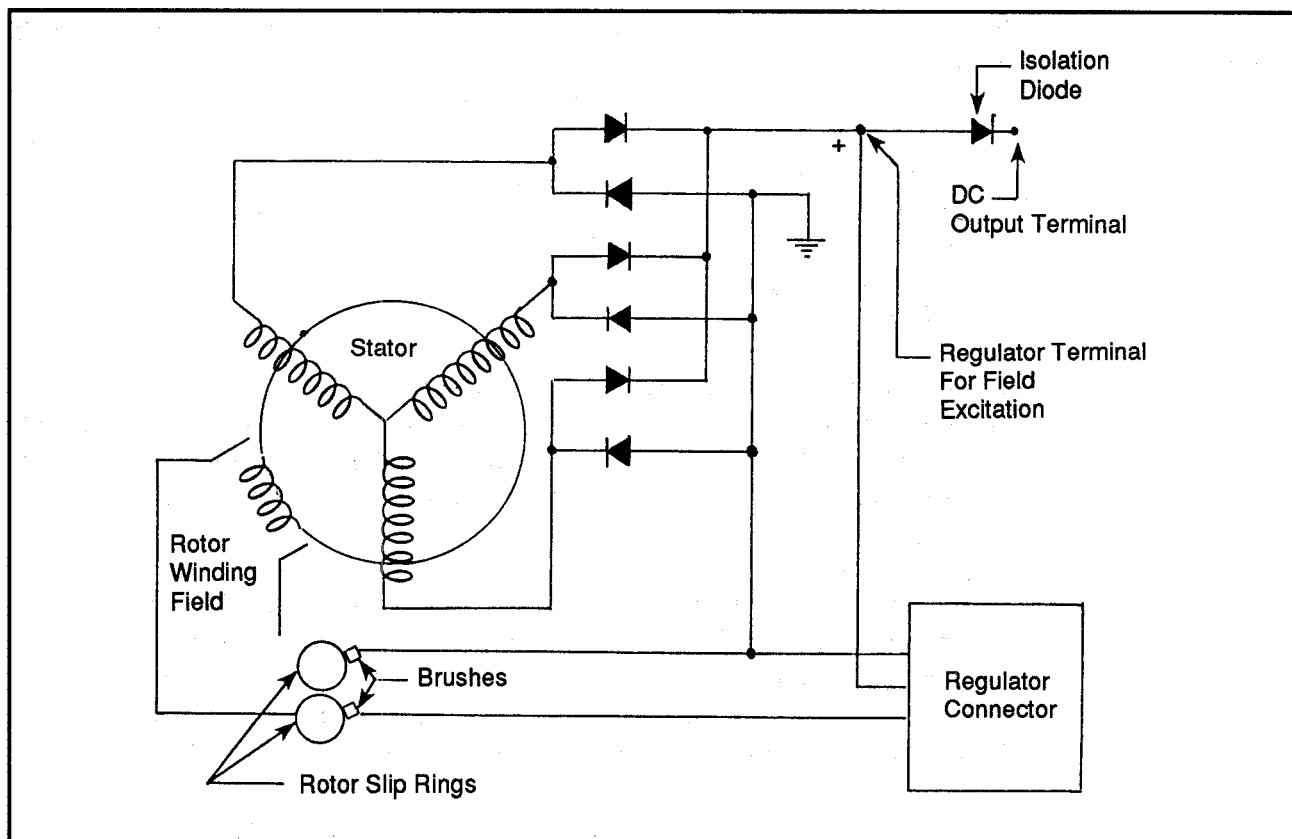 Isolation
Diode
+
DC
Output Terminal
Stator
Regulator Terminal
For Field
Excitation
Rotor
Winding
Field
Brushes
Regulator
Connector
Rotor Slip Rings